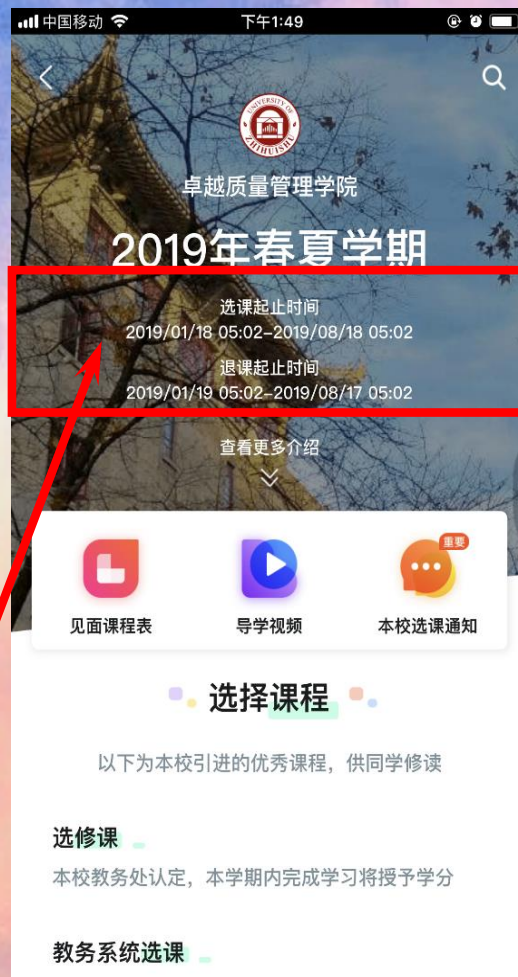 中国移动 下午1:49
UNIVERSITY OF
ZHIHUISHU
卓越质量管理学院
2019年春夏学期
选课起止时间
2019/01/18 05:02-2019/08/18 05:02
退课起止时间
2019/01/19 05:02-2019/08/17 05:02
查看更多介绍
重要
见面课程表 导学视频 本校选课通知
选择课程
以下为本校引进的优秀课程，供同学修读
选修课
本校教务处认定，本学期内完成学习将授予学分
教务系统选课